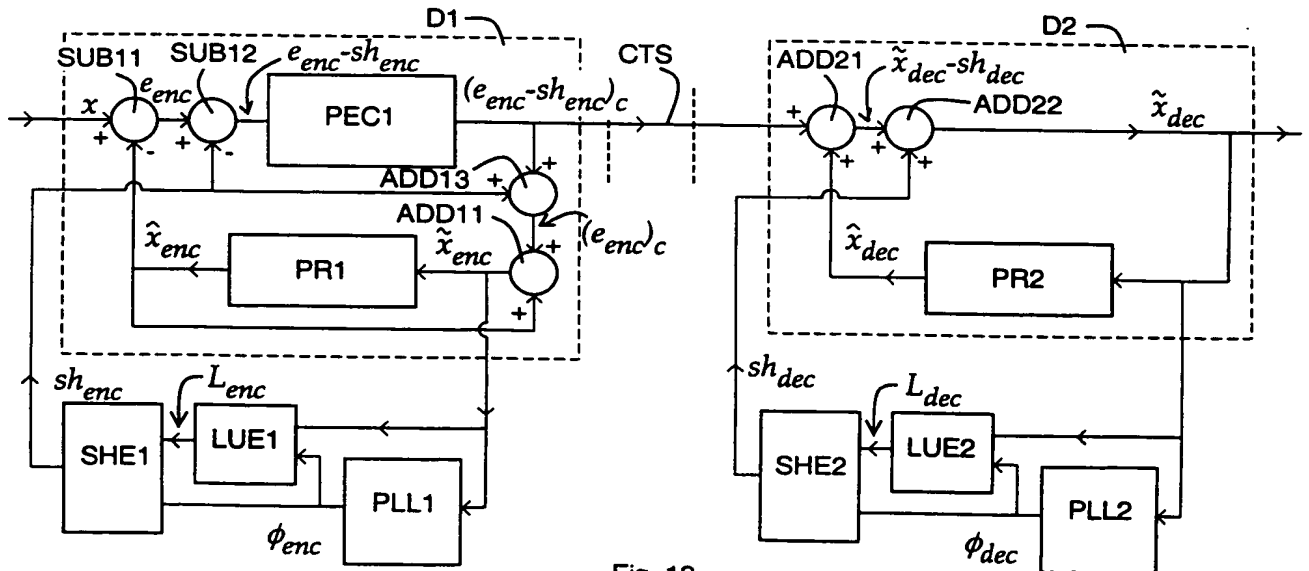 D1
D2
SUB11
SUB12
e_enc
e_enc-sh_enc
(e_enc-sh_enc)_c
CTS
ADD21
x̃_dec-sh_dec
ADD22
x
+
-
+
-
PEC1
+
+
+
+
+
x̃_dec
ADD13
+
+
ADD11
(e_enc)_c
+
+
x̂_enc
PR1
x̃_enc
x̂_dec
PR2
sh_enc
L_enc
SHE1
LUE1
PLL1
ϕ_enc
sh_dec
L_dec
SHE2
LUE2
PLL2
ϕ_dec